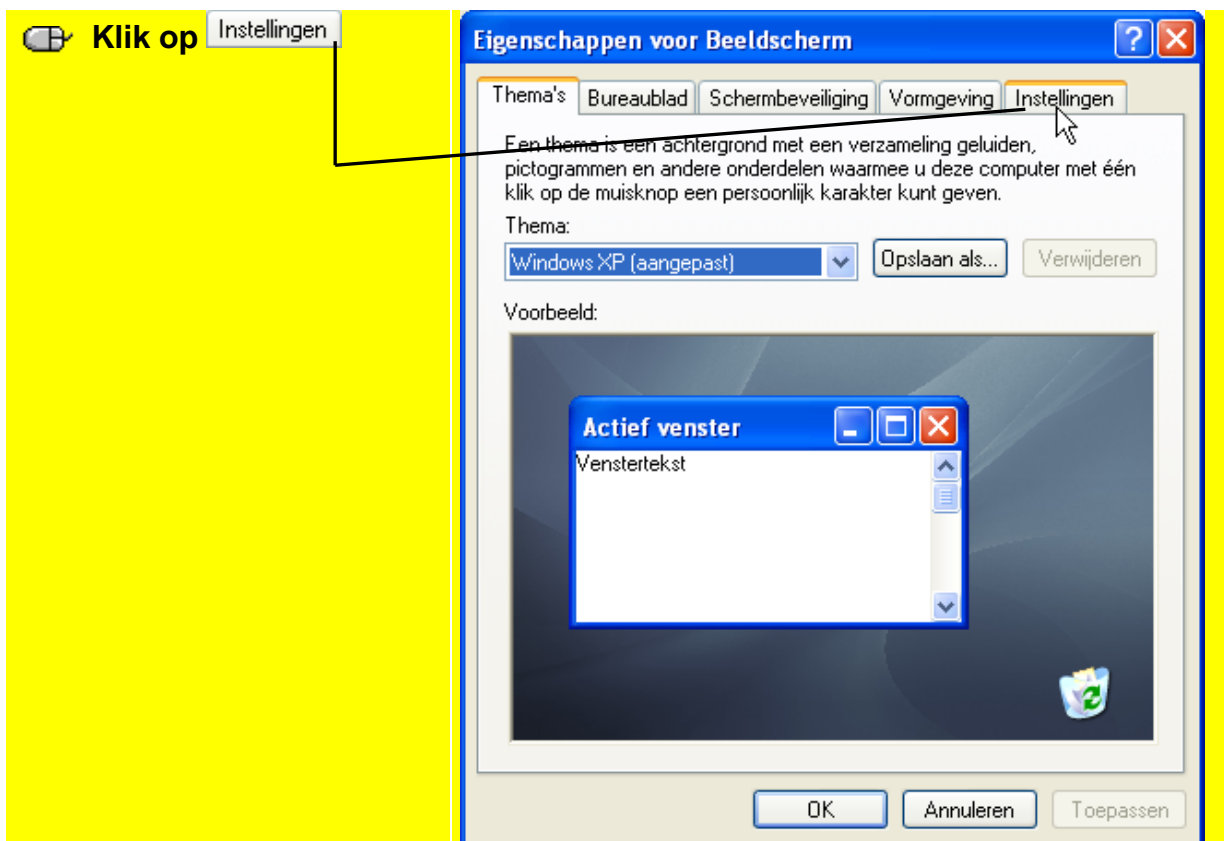 Klik op Instellingen
Eigenschappen voor Beeldscherm
Thema's Bureaublad Schermbeveiliging Vormgeving Instellingen
Een thema is een achtergrond met een verzameling geluiden,
pictogrammen en andere onderdelen waarmee u deze computer met één
klik op de muisknop een persoonlijk karakter kunt geven.
Thema:
Windows XP (aangepast) Opslaan als... Verwijderen
Voorbeeld:
Actief venster
Venstertekst
OK Annuleren Toepassen